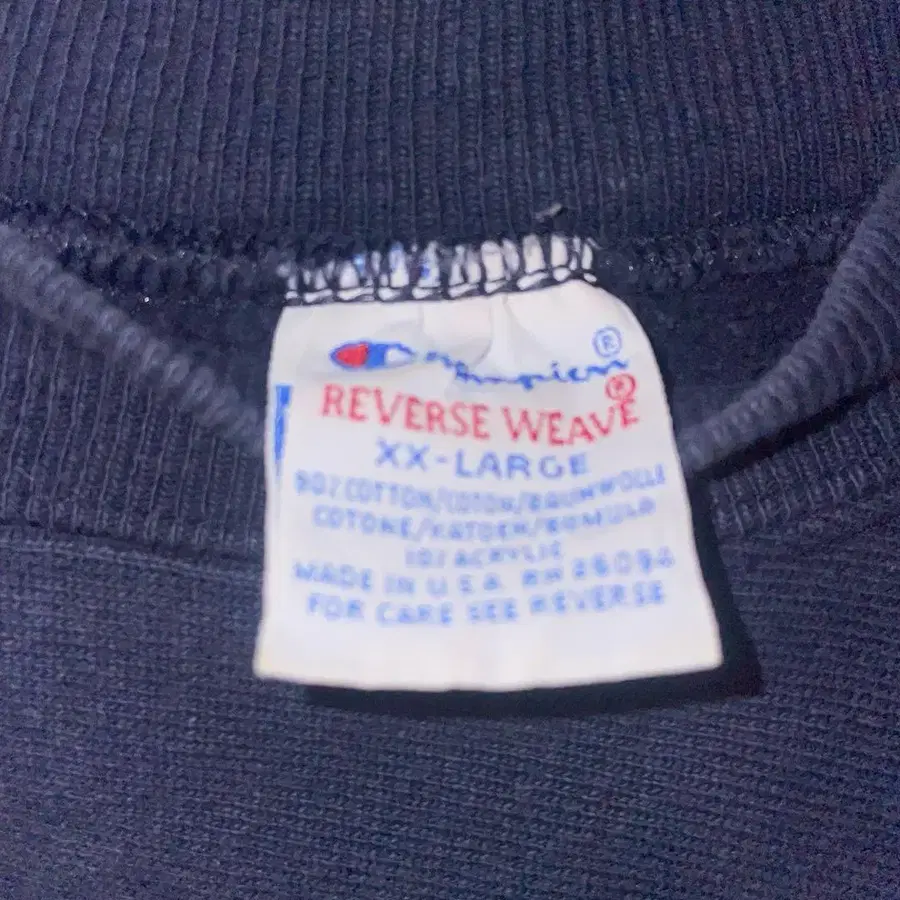 Champion®
REVERSE WEAVE®
XX-LARGE
90% COTTON/COTON/BAUMWOLLE
COTONE/KATOEN/
10% ACRYLIC
MADE IN U.S.A. RN 26094
FOR CARE SEE REVERSE